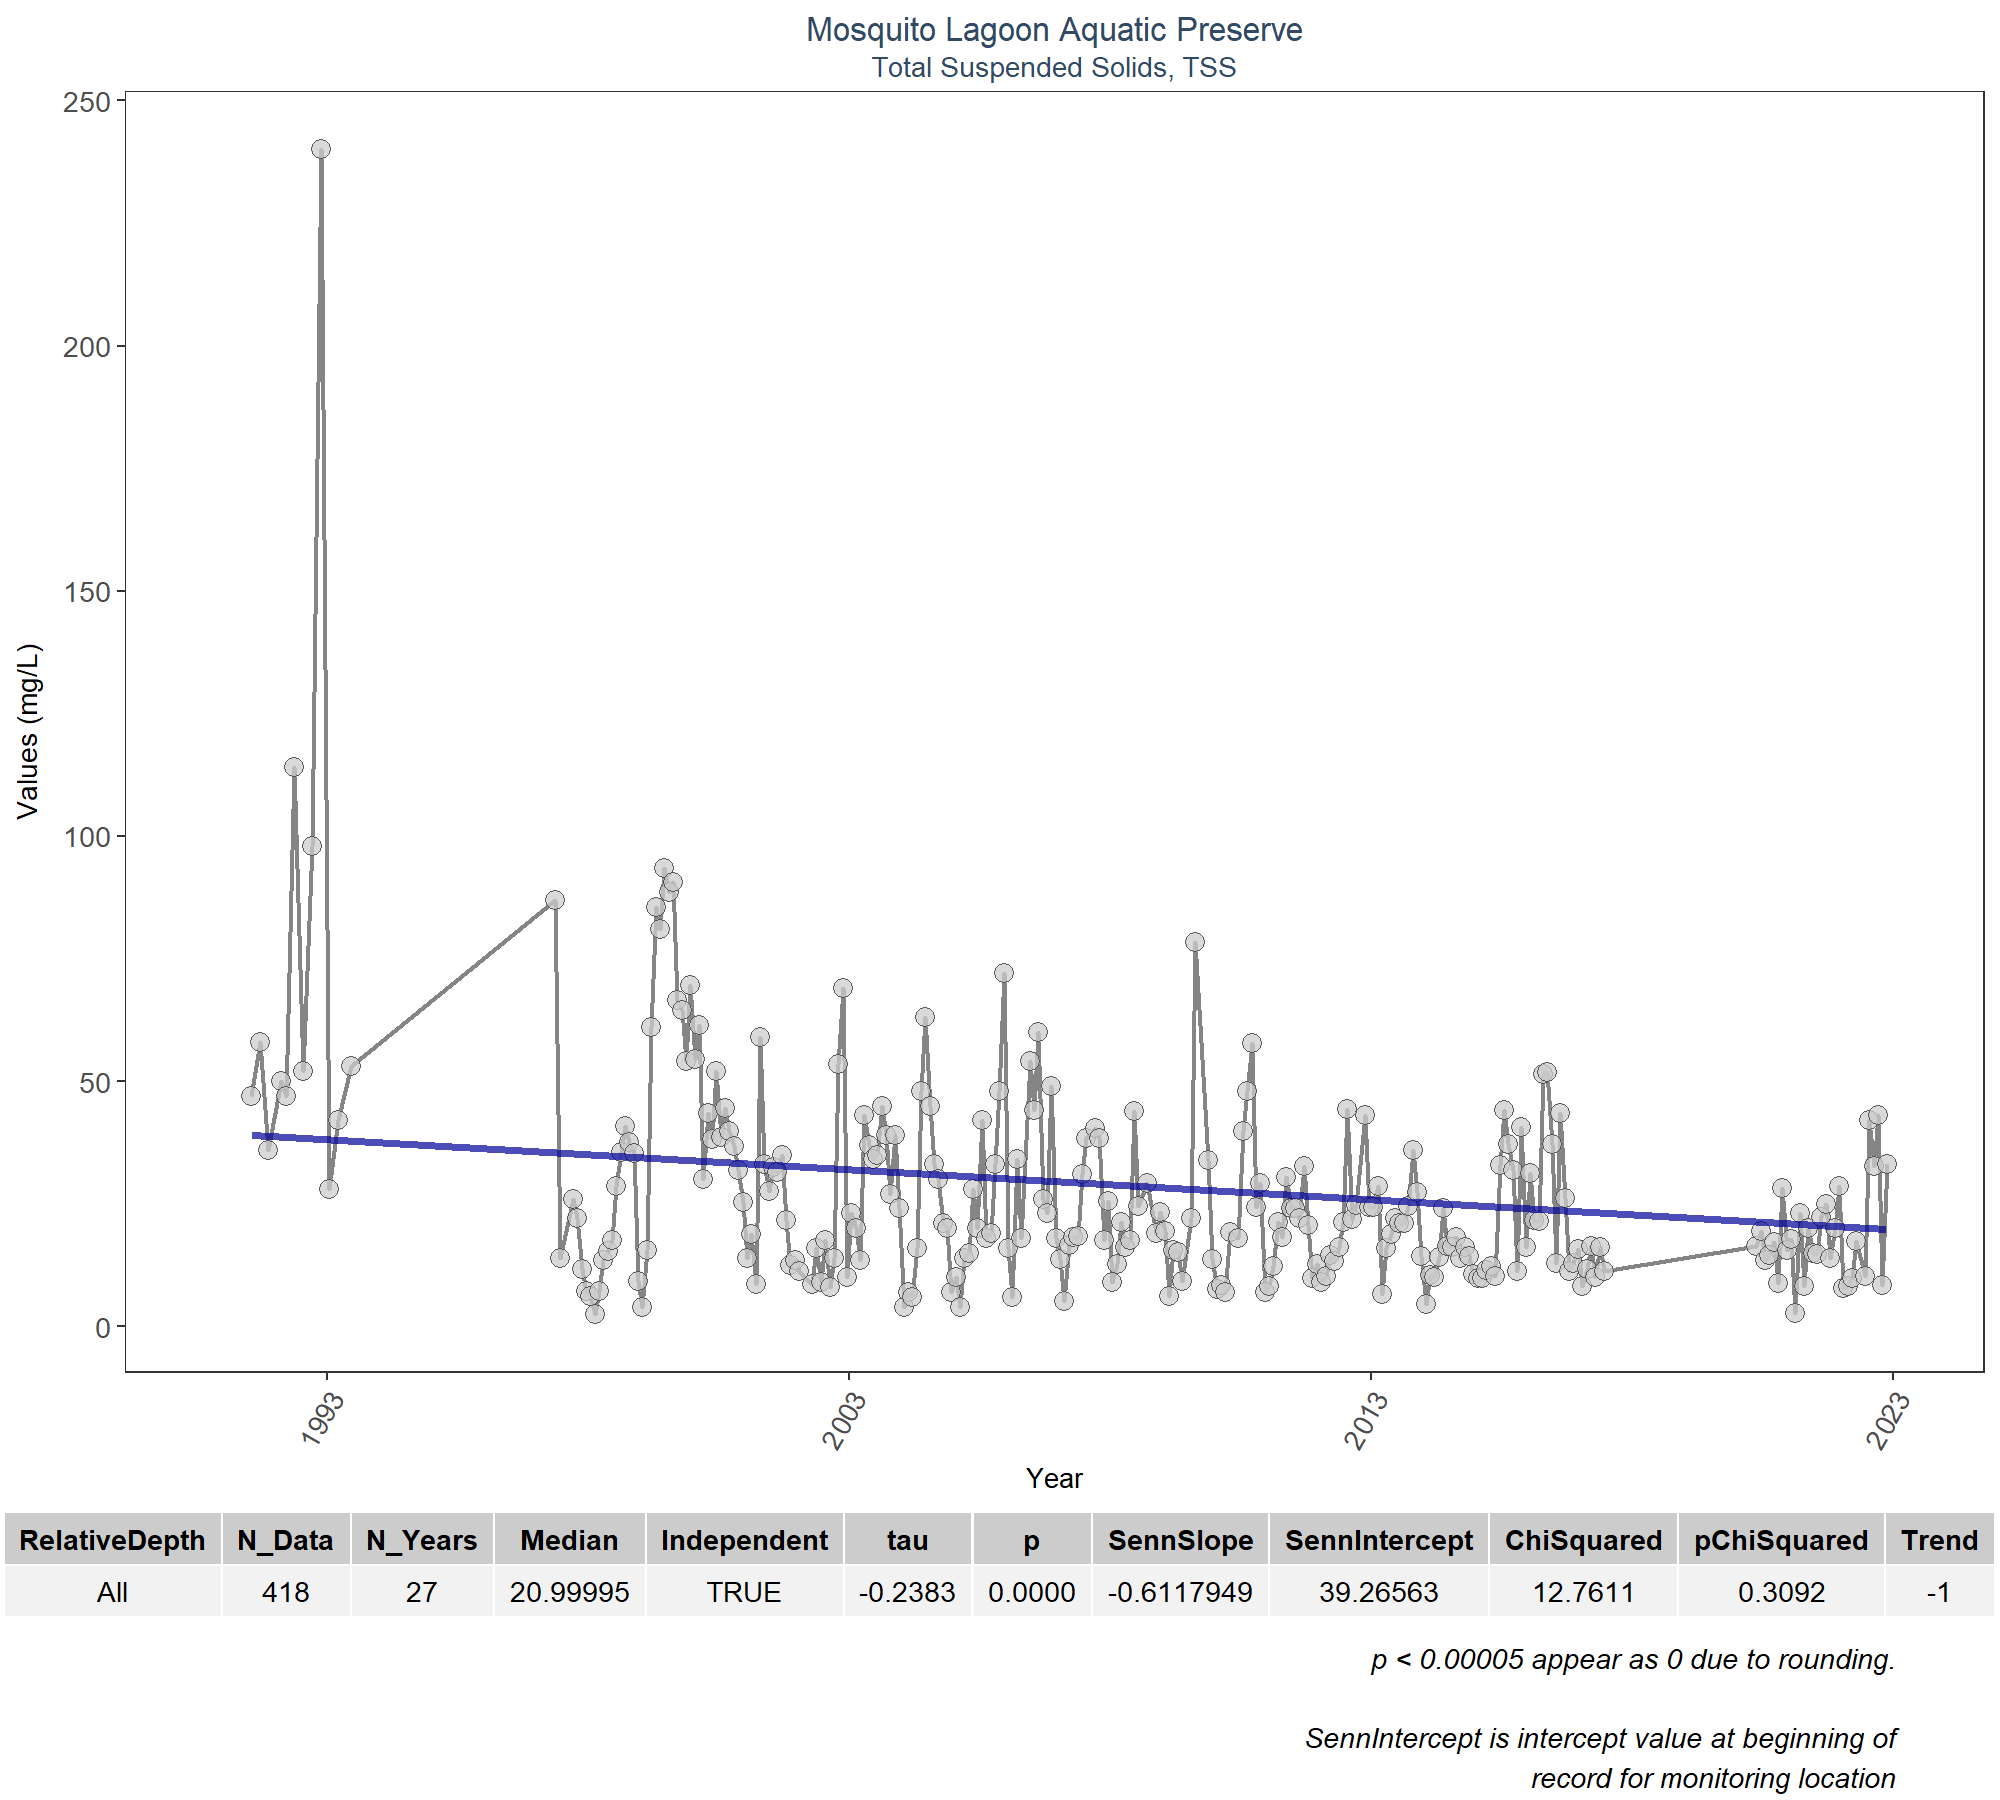 Mosquito Lagoon Aquatic Preserve
Total Suspended Solids, TSS
250
200
150
100
50
0
Values (mg/L)
1993
2003
2013
2023
Year
RelativeDepth N_Data N_Years Median Independent tau p SennSlope SennIntercept ChiSquared pChiSquared Trend
All 418 27 20.99995 TRUE -0.2383 0.0000 -0.6117949 39.26563 12.7611 0.3092 -1
p < 0.00005 appear as 0 due to rounding.
SennIntercept is intercept value at beginning of
record for monitoring location